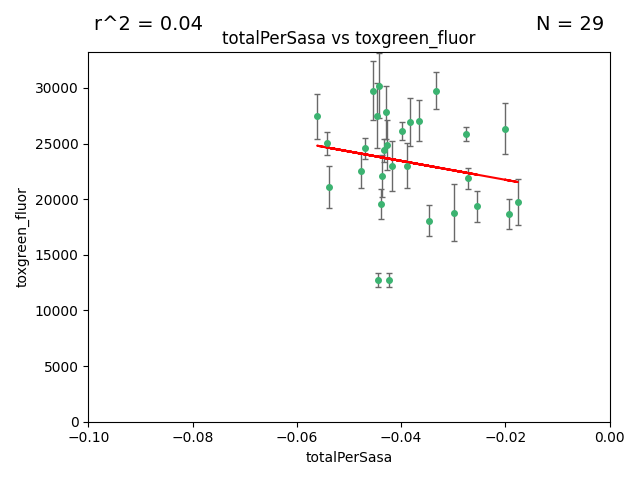 r^2 = 0.04
N = 29
totalPerSasa vs toxgreen_fluor
toxgreen_fluor
30000
25000
20000
15000
10000
5000
0
−0.10
−0.08
−0.06
−0.04
−0.02
0.00
totalPerSasa